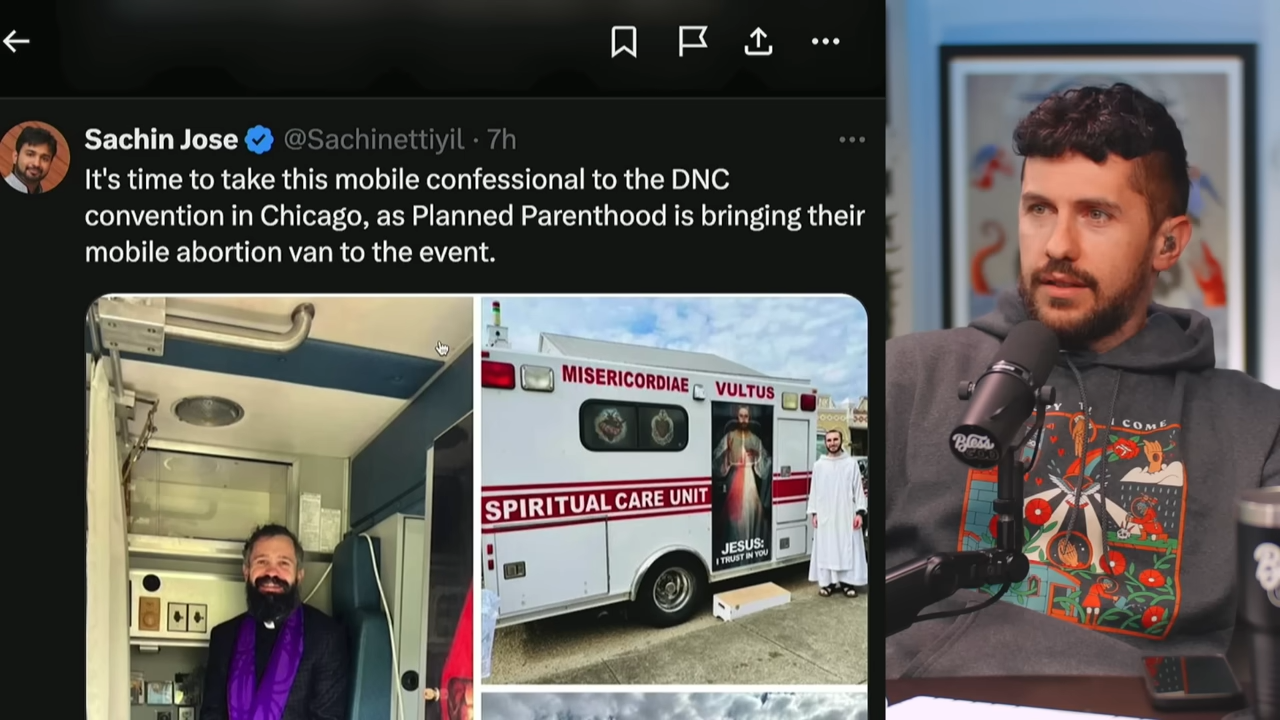 Sachin Jose @Sachinettiyil · 7h
It's time to take this mobile confessional to the DNC
convention in Chicago, as Planned Parenthood is bringing their
mobile abortion van to the event.
MISERICORDIAE VULTUS
SPIRITUAL CARE UNIT
JESUS:
I TRUST IN YOU
COME
Bless